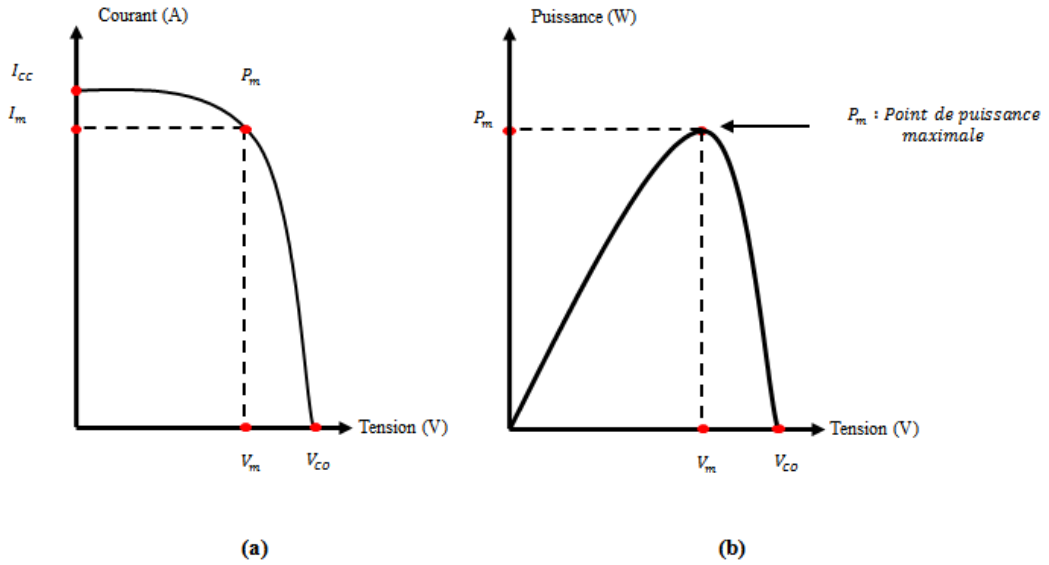 Courant (A)
I_cc
I_m
P_m
Tension (V)
V_m
V_co
(a)
Puissance (W)
P_m
P_m : Point de puissance
maximale
Tension (V)
V_m
V_co
(b)